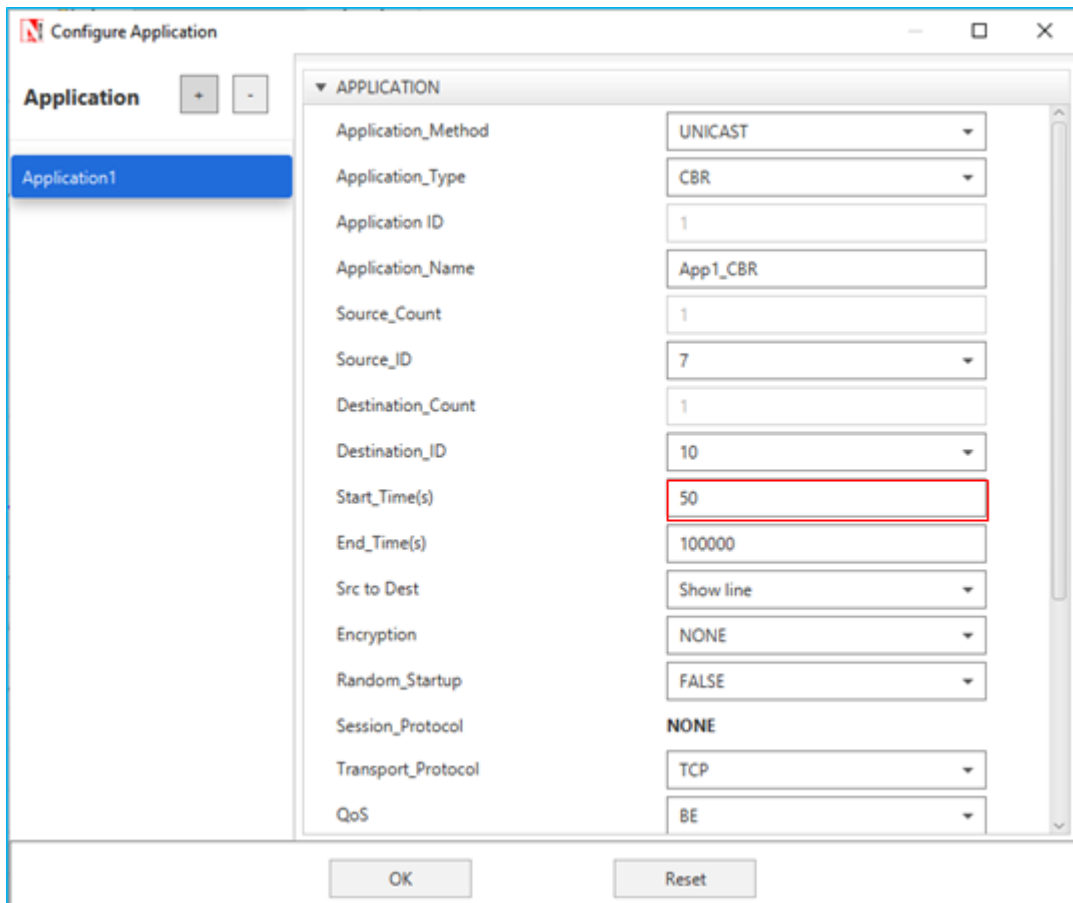 Configure Application
Application + -
Application1
APPLICATION
Application_Method UNICAST
Application_Type CBR
Application ID 1
Application_Name App1_CBR
Source_Count 1
Source_ID 7
Destination_Count 1
Destination_ID 10
Start_Time(s) 50
End_Time(s) 100000
Src to Dest Show line
Encryption NONE
Random_Startup FALSE
Session_Protocol NONE
Transport_Protocol TCP
QoS BE
OK Reset